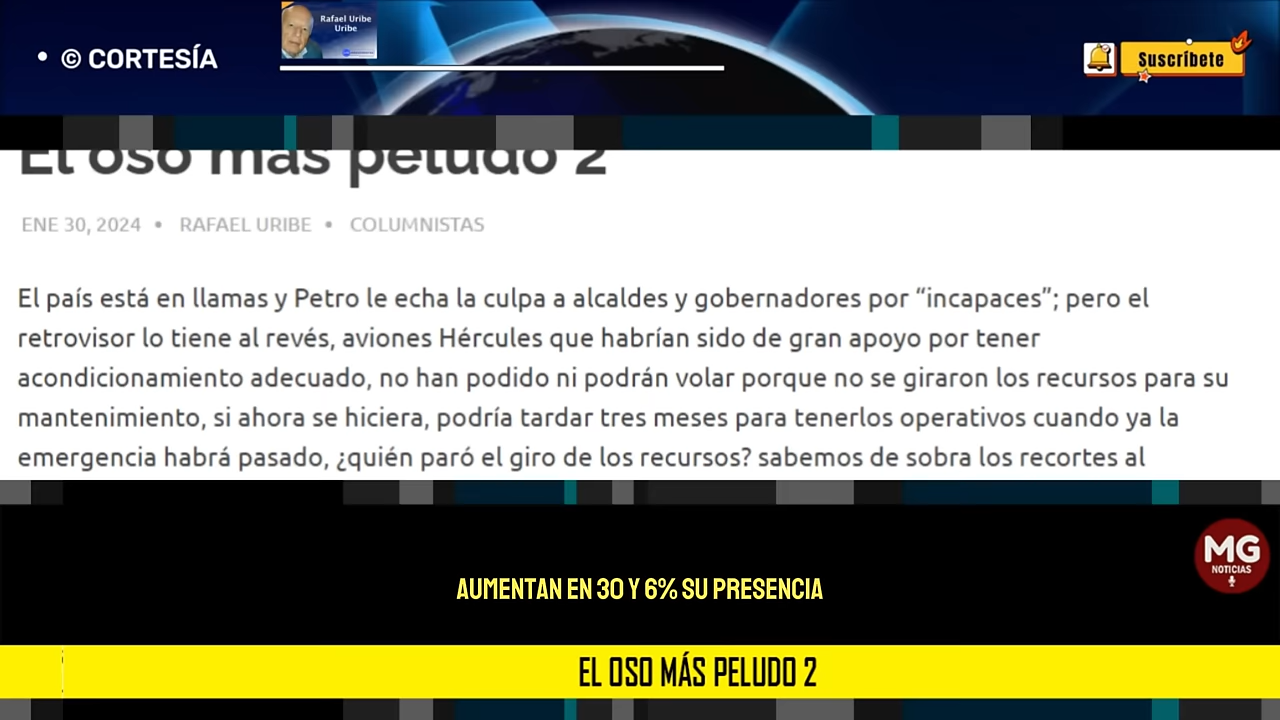 • © CORTESÍA
Rafael Uribe
Uribe
Suscríbete
El oso más peludo 2
ENE 30, 2024 • RAFAEL URIBE • COLUMNISTAS
El país está en llamas y Petro le echa la culpa a alcaldes y gobernadores por “incapaces”; pero el
retrovisor lo tiene al revés, aviones Hércules que habrían sido de gran apoyo por tener
acondicionamiento adecuado, no han podido ni podrán volar porque no se giraron los recursos para su
mantenimiento, si ahora se hiciera, podría tardar tres meses para tenerlos operativos cuando ya la
emergencia habrá pasado, ¿quién paró el giro de los recursos? sabemos de sobra los recortes al
MG
NOTICIAS
AUMENTAN EN 30 Y 6% SU PRESENCIA
EL OSO MÁS PELUDO 2